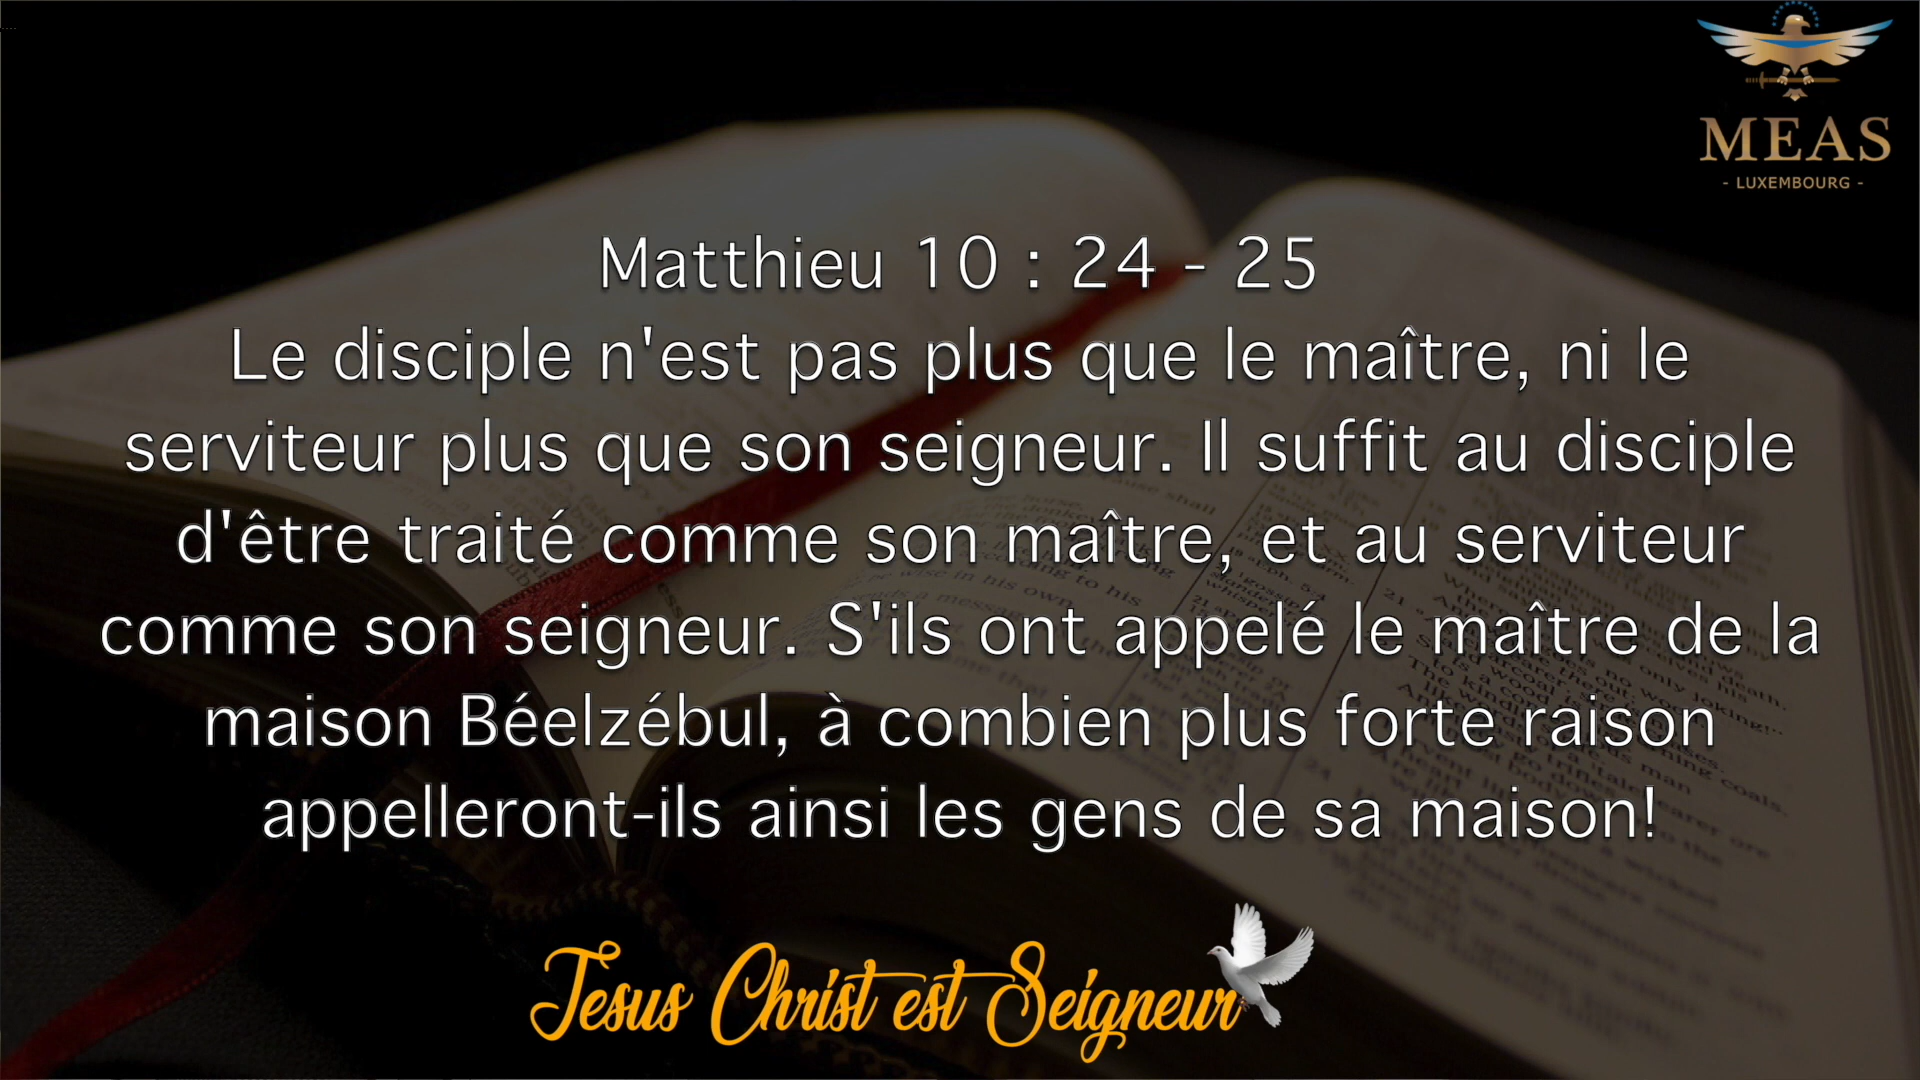 MEAS
- LUXEMBOURG -
Matthieu 10 : 24 - 25
Le disciple n'est pas plus que le maître, ni le
serviteur plus que son seigneur. Il suffit au disciple
d'être traité comme son maître, et au serviteur
comme son seigneur. S'ils ont appelé le maître de la
maison Béelzébul, à combien plus forte raison
appelleront-ils ainsi les gens de sa maison!
Jèsus Christ est Seigneur